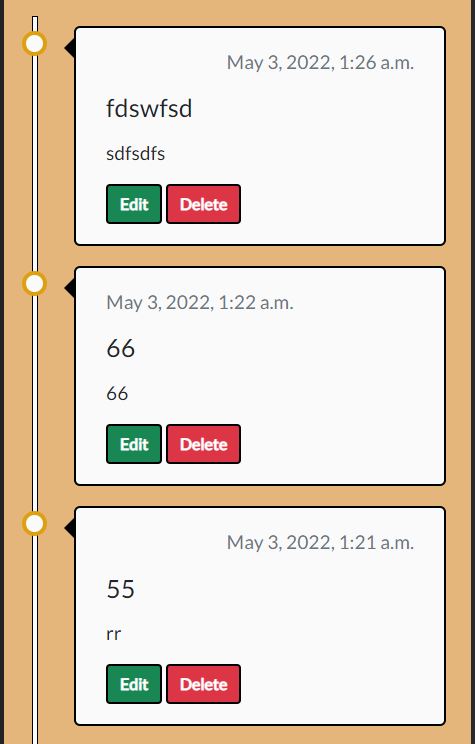 May 3, 2022, 1:26 a.m.
fdswfsd
sdfsdfs
Edit Delete
May 3, 2022, 1:22 a.m.
66
66
Edit Delete
May 3, 2022, 1:21 a.m.
55
rr
Edit Delete